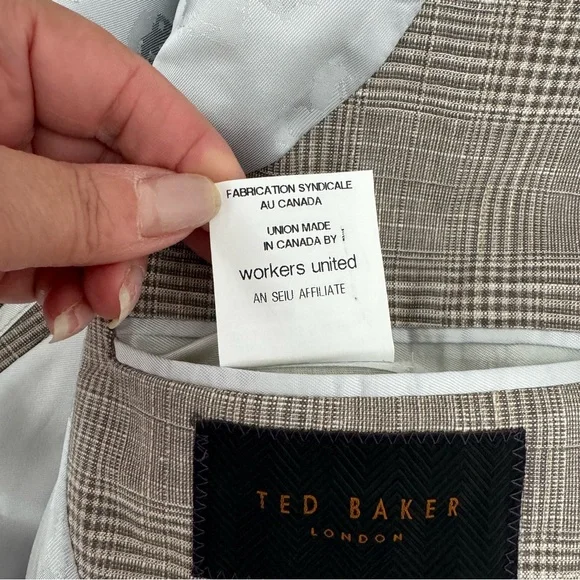 FABRICATION SYNDICALE
AU CANADA
UNION MADE
IN CANADA BY
workers united
AN SEIU AFFILIATE
TED BAKER
LONDON